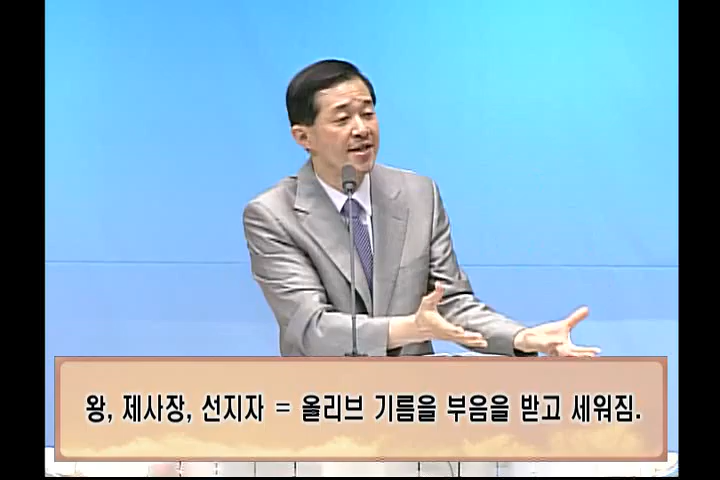 왕, 제사장, 선지자 = 올리브 기름을 부음을 받고 세워짐.